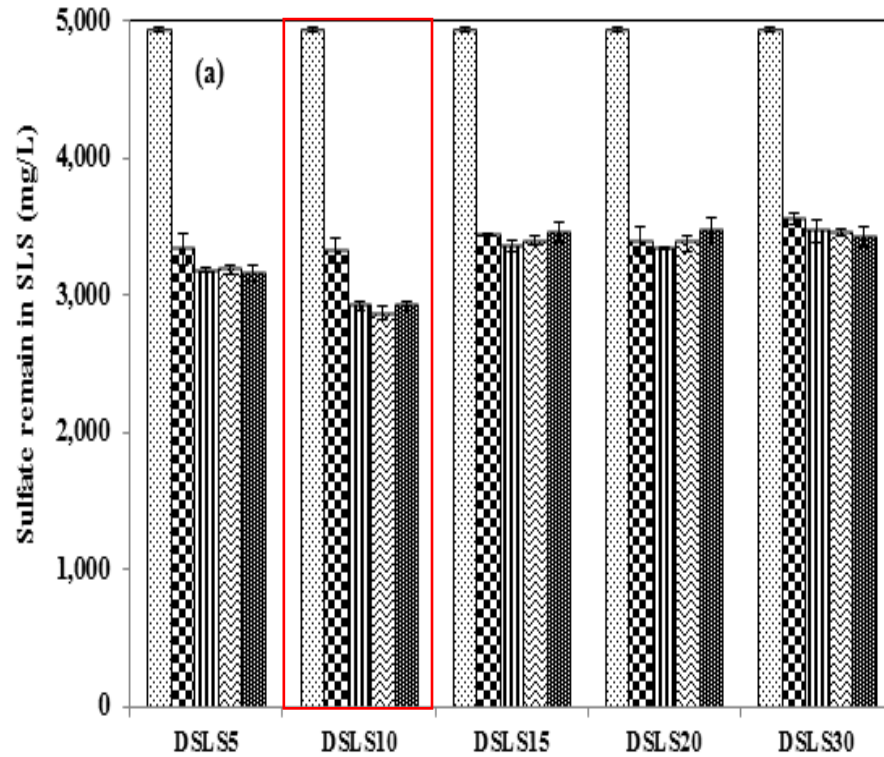 Sulfate remain in SLS (mg/L)
(a)
5,000
4,000
3,000
2,000
1,000
0
DSLS5 DSLS10 DSLS15 DSLS20 DSLS30